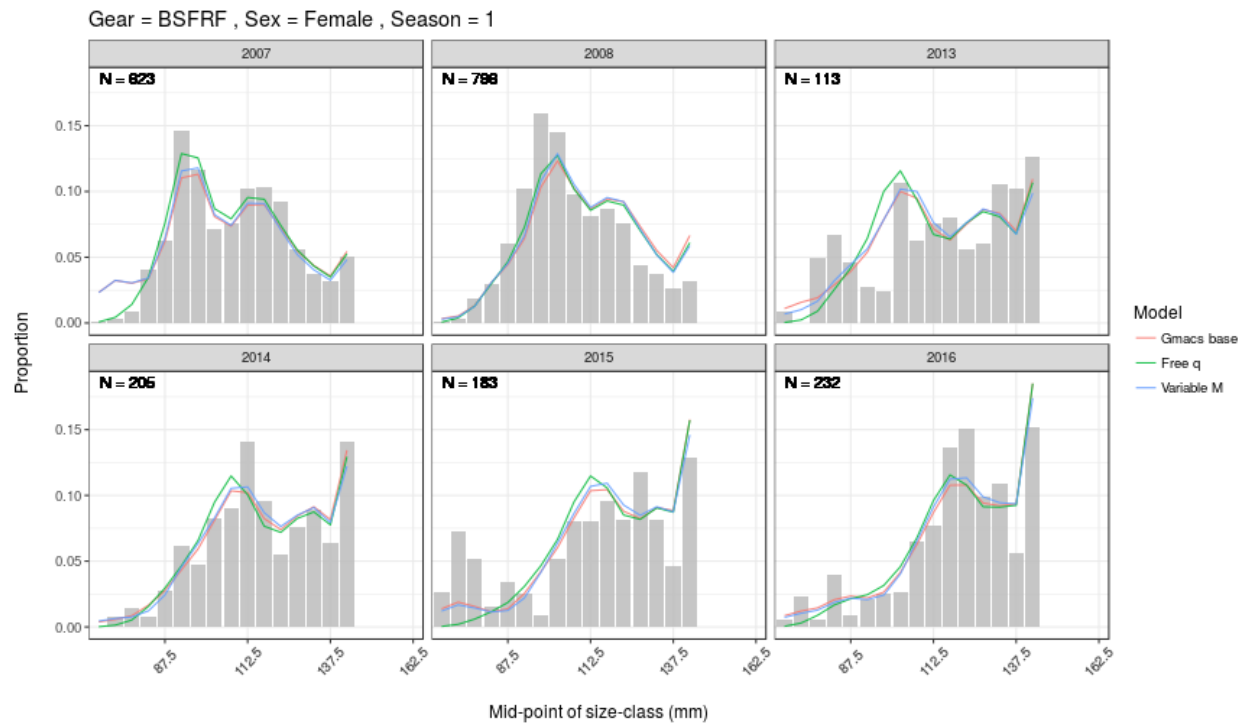 Gear = BSFRF , Sex = Female , Season = 1
2007 2008 2013
N = 623 N = 798 N = 113
0.15
0.10
0.05
0.00
2014 2015 2016
N = 205 N = 183 N = 232
0.15
0.10
0.05
0.00
87.5 112.5 137.5 162.5 87.5 112.5 137.5 162.5 87.5 112.5 137.5 162.5
Mid-point of size-class (mm)
Proportion
Model
Gmacs base
Free q
Variable M